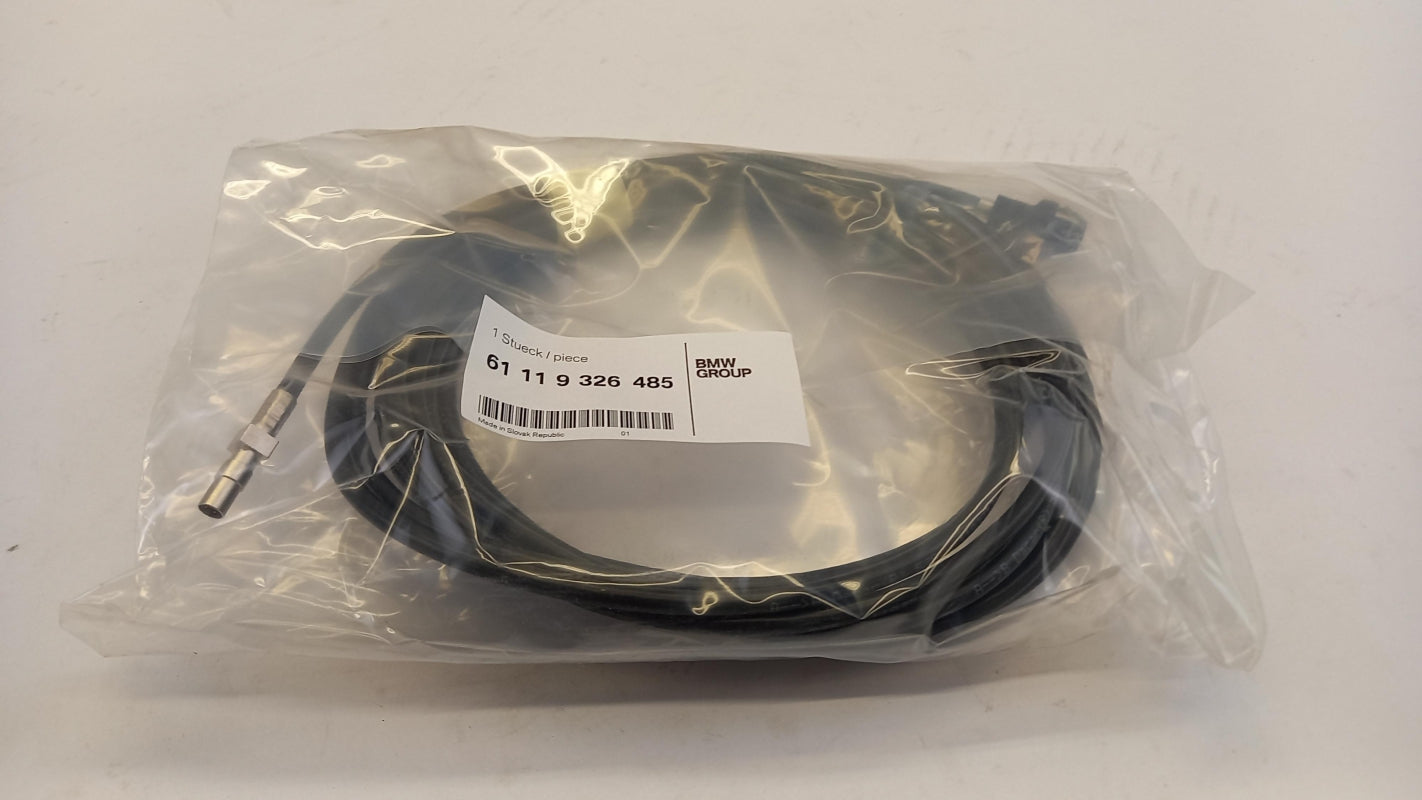 1 Stueck / piece
61 11 9 326 485
Made in Slovak Republic 01
BMW
GROUP